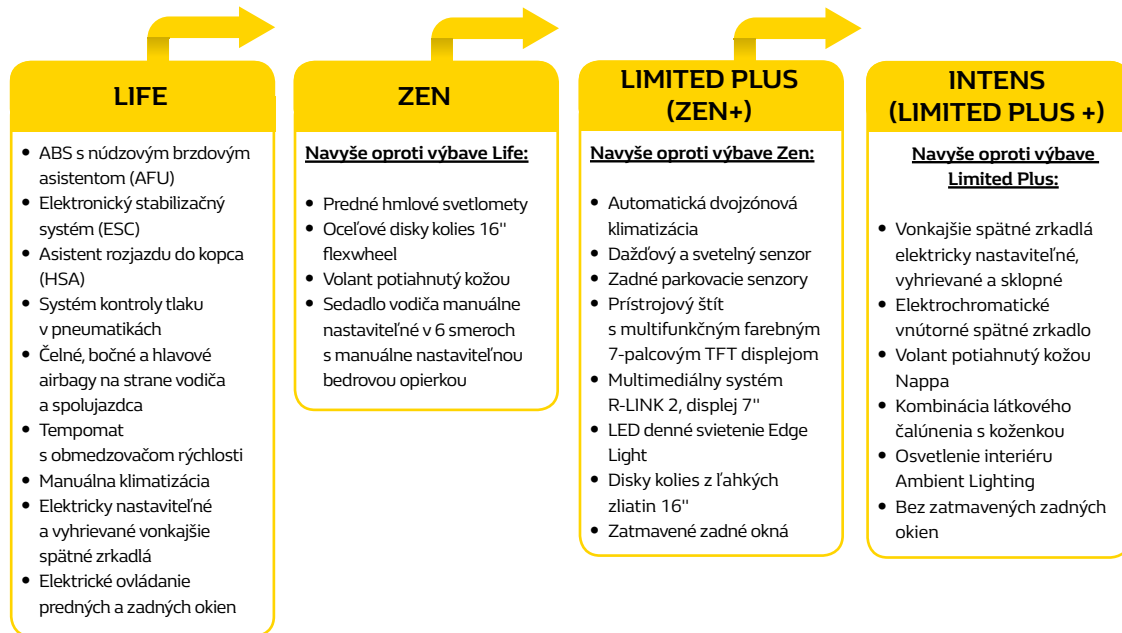 LIFE
• ABS s núdzovým brzdovým
asistentom (AFU)
• Elektronický stabilizačný
systém (ESC)
• Asistent rozjazdu do kopca
(HSA)
• Systém kontroly tlaku
v pneumatikách
• Čelné, bočné a hlavové
airbagy na strane vodiča
a spolujazdca
• Tempomat
s obmedzovačom rýchlosti
• Manuálna klimatizácia
• Elektricky nastaviteľné
a vyhrievané vonkajšie
spätné zrkadlá
• Elektrické ovládanie
predných a zadných okien
ZEN
Navyše oproti výbave Life:
• Predné hmlové svetlomety
• Oceľové disky kolies 16"
flexwheel
• Volant potiahnutý kožou
• Sedadlo vodiča manuálne
nastaviteľné v 6 smeroch
s manuálne nastaviteľnou
bedrovou opierkou
LIMITED PLUS
(ZEN+)
Navyše oproti výbave Zen:
• Automatická dvojzónová
klimatizácia
• Dažďový a svetelný senzor
• Zadné parkovacie senzory
• Prístrojový štít
s multifunkčným farebným
7-palcovým TFT displejom
• Multimediálny systém
R-LINK 2, displej 7"
• LED denné svietenie Edge
Light
• Disky kolies z ľahkých
zliatin 16"
• Zatmavené zadné okná
INTENS
(LIMITED PLUS +)
Navyše oproti výbave
Limited Plus:
• Vonkajšie spätné zrkadlá
elektricky nastaviteľné,
vyhrievané a sklopné
• Elektrochromatické
vnútorné spätné zrkadlo
• Volant potiahnutý kožou
Nappa
• Kombinácia látkového
čalúnenia s koženkou
• Osvetlenie interiéru
Ambient Lighting
• Bez zatmavených zadných
okien